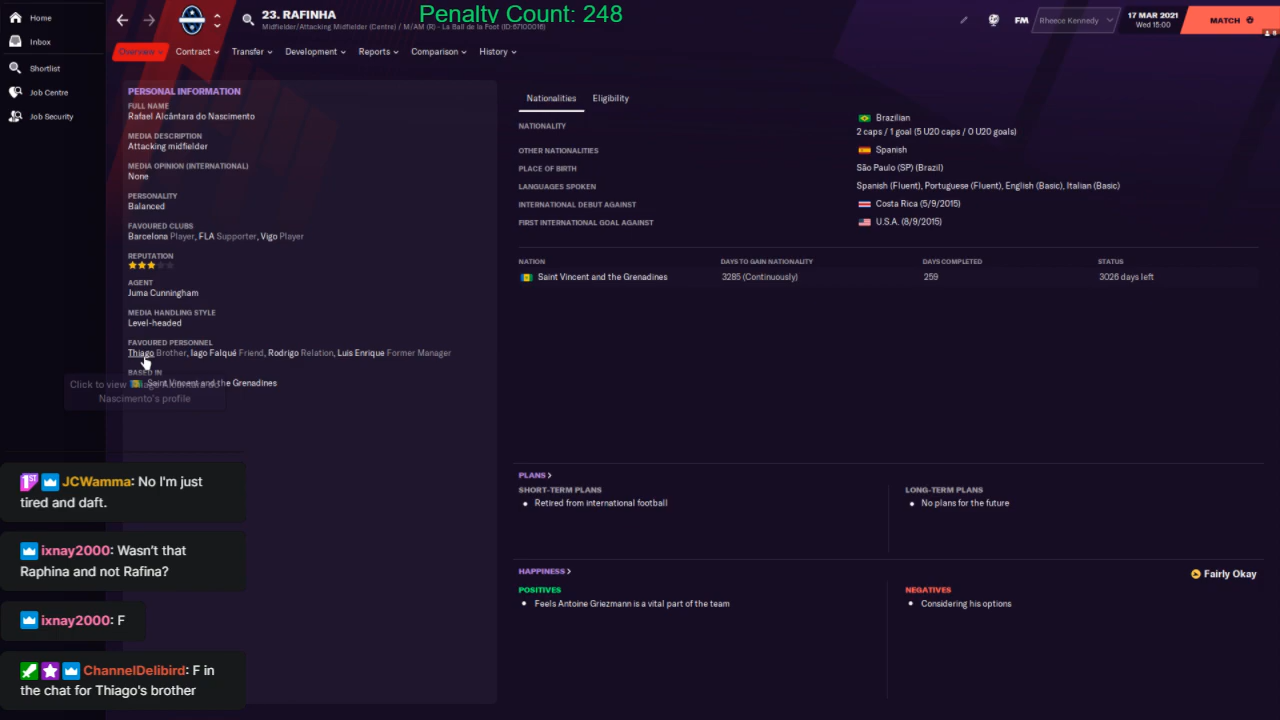 Home
Inbox
Shortlist
Job Centre
Job Security
23. RAFINHA
Midfielder/Attacking Midfielder (Centre) / M/AM (R) - La Ball de la Foot (ID:67100016)
Penalty Count: 248
FM
Rheece Kennedy
17 MAR 2021
Wed 15:00
MATCH
Overview
Contract
Transfer
Development
Reports
Comparison
History
PERSONAL INFORMATION
FULL NAME
Rafael Alcântara do Nascimento
MEDIA DESCRIPTION
Attacking midfielder
MEDIA OPINION (INTERNATIONAL)
None
PERSONALITY
Balanced
FAVOURED CLUBS
Barcelona Player, FLA Supporter, Vigo Player
REPUTATION
AGENT
Juma Cunningham
MEDIA HANDLING STYLE
Level-headed
FAVOURED PERSONNEL
Thiago Brother, Iago Falqué Friend, Rodrigo Relation, Luis Enrique Former Manager
BASED IN
Saint Vincent and the Grenadines
Click to view Thiago Alcântara do
Nascimento's profile
Nationalities
Eligibility
NATIONALITY
Brazilian
2 caps / 1 goal (5 U20 caps / 0 U20 goals)
OTHER NATIONALITIES
Spanish
PLACE OF BIRTH
São Paulo (SP) (Brazil)
LANGUAGES SPOKEN
Spanish (Fluent), Portuguese (Fluent), English (Basic), Italian (Basic)
INTERNATIONAL DEBUT AGAINST
Costa Rica (5/9/2015)
FIRST INTERNATIONAL GOAL AGAINST
U.S.A. (8/9/2015)
NATION DAYS TO GAIN NATIONALITY DAYS COMPLETED STATUS
Saint Vincent and the Grenadines 3285 (Continuously) 259 3026 days left
PLANS
SHORT-TERM PLANS
Retired from international football
LONG-TERM PLANS
No plans for the future
HAPPINESS
Fairly Okay
POSITIVES
Feels Antoine Griezmann is a vital part of the team
NEGATIVES
Considering his options
1ST JCWamma: No I'm just
tired and daft.
ixnay2000: Wasn't that
Raphina and not Rafina?
ixnay2000: F
ChannelDelibird: F in
the chat for Thiago's brother